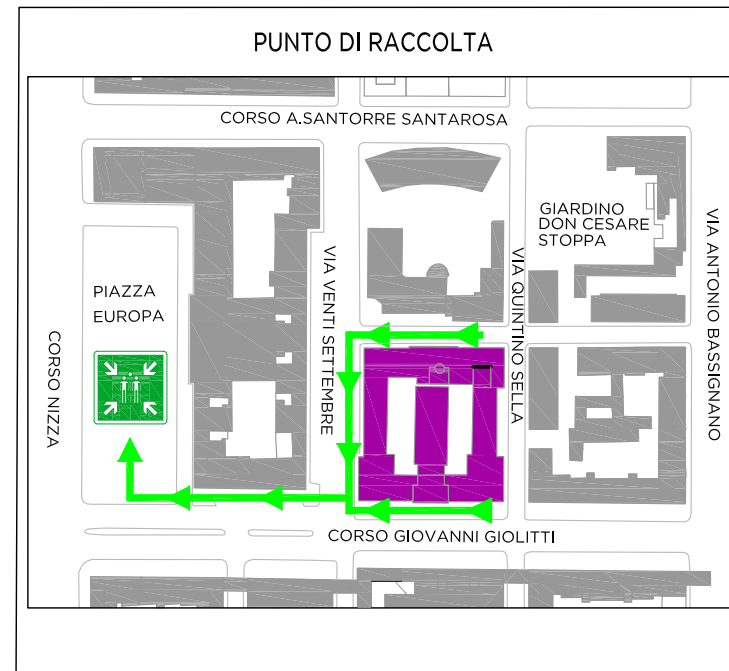 PUNTO DI RACCOLTA
CORSO A.SANTORRE SANTAROSA
GIARDINO
DON CESARE
STOPPA
VIA ANTONIO BASSIGNANO
VIA QUINTINO SELLA
VIA VENTI SETTEMBRE
PIAZZA
EUROPA
CORSO NIZZA
CORSO GIOVANNI GIOLITTI